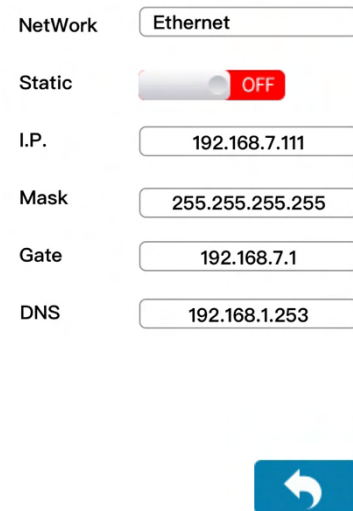 NetWork Ethernet
Static OFF
I.P. 192.168.7.111
Mask 255.255.255.255
Gate 192.168.7.1
DNS 192.168.1.253